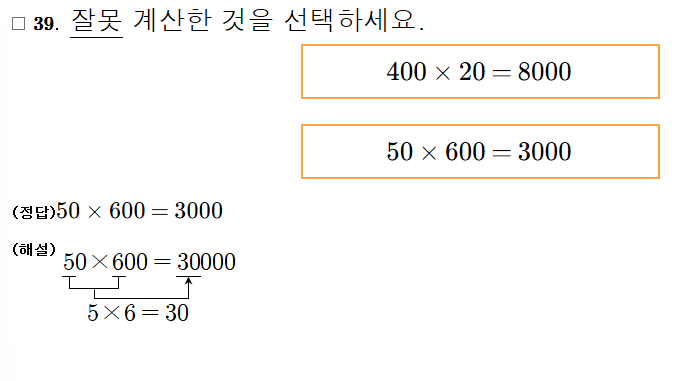 □ 39. 잘못 계산한 것을 선택하세요.
400 × 20 = 8000
50 × 600 = 3000
(정답)50 × 600 = 3000
(해설) 50×600 = 30000
5×6 = 30